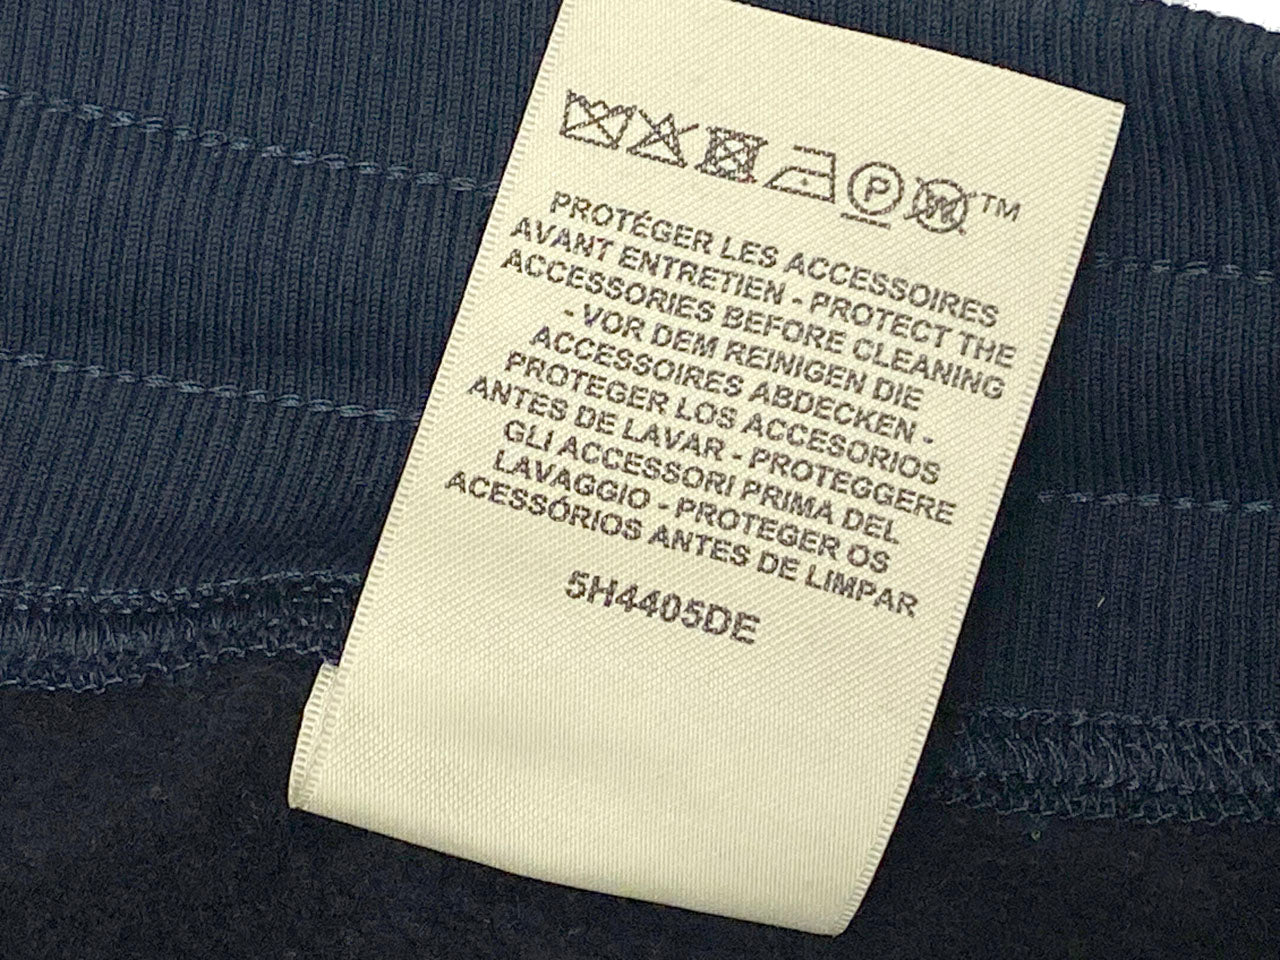 P W ™
PROTÉGER LES ACCESSOIRES
AVANT ENTRETIEN - PROTECT THE
ACCESSORIES BEFORE CLEANING
- VOR DEM REINIGEN DIE
ACCESSOIRES ABDECKEN -
PROTEGER LOS ACCESORIOS
ANTES DE LAVAR - PROTEGGERE
GLI ACCESSORI PRIMA DEL
LAVAGGIO - PROTEGER OS
ACESSÓRIOS ANTES DE LIMPAR
5H4405DE